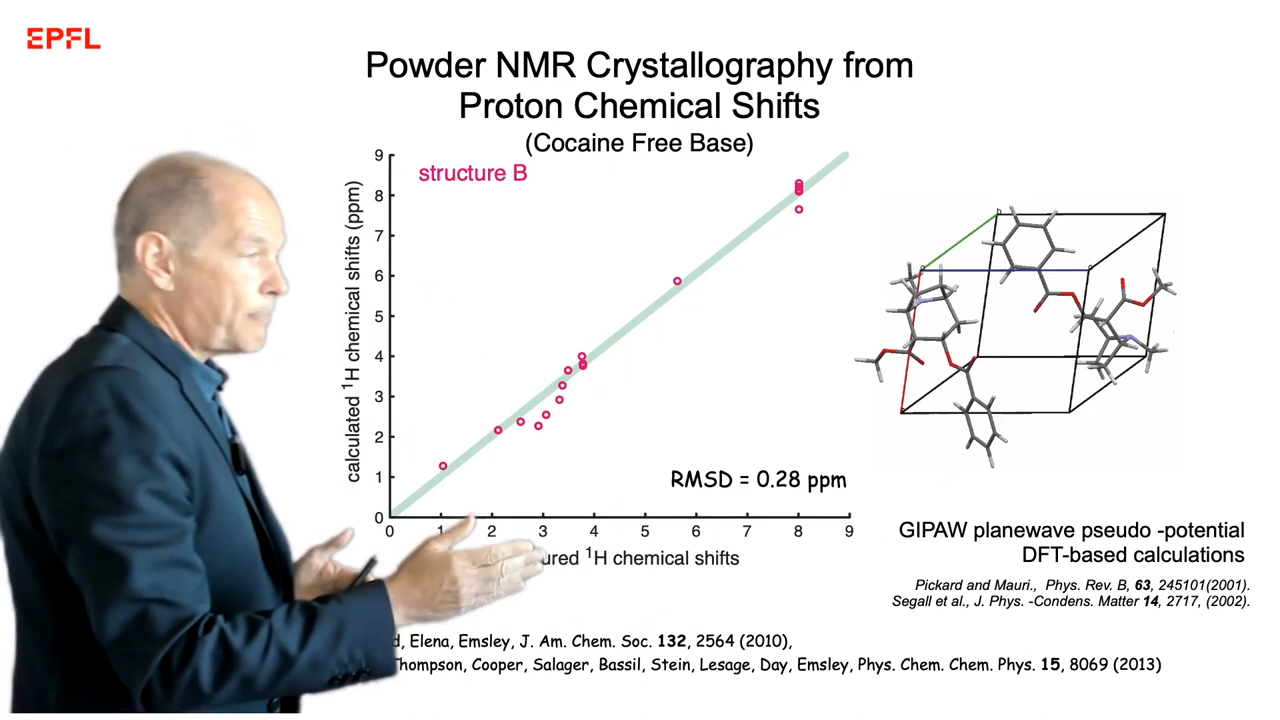 EPFL
Powder NMR Crystallography from
Proton Chemical Shifts
(Cocaine Free Base)
structure B
calculated ¹H chemical shifts (ppm)
9
8
7
6
5
4
3
2
1
0
0 1 2 3 4 5 6 7 8 9
¹H chemical shifts
RMSD = 0.28 ppm
GIPAW planewave pseudo -potential
DFT-based calculations
Pickard and Mauri., Phys. Rev. B, 63, 245101(2001).
Segall et al., J. Phys. -Condens. Matter 14, 2717, (2002).
Elena, Emsley, J. Am. Chem. Soc. 132, 2564 (2010),
Thompson, Cooper, Salager, Bassil, Stein, Lesage, Day, Emsley, Phys. Chem. Chem. Phys. 15, 8069 (2013)